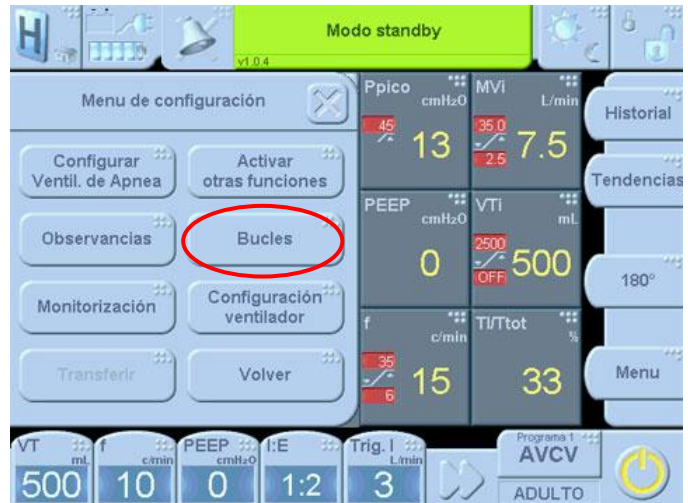 H
Modo standby
v1.0.4
Menu de configuración
Configurar
Ventil. de Apnea
Activar
otras funciones
Observancias
Bucles
Monitorización
Configuración
ventilador
Transferir
Volver
Ppico
cmH2O
45
13
MVi
L/min
35.0
2.5
7.5
PEEP
cmH2O
0
VTi
mL
2500
OFF
500
f
c/min
35
6
15
TI/Ttot
%
33
Historial
Tendencias
180°
Menu
VT
mL
500
f
c/min
10
PEEP
cmH2O
0
I:E
1:2
Trig. I
L/min
3
Programa 1
AVCV
ADULTO